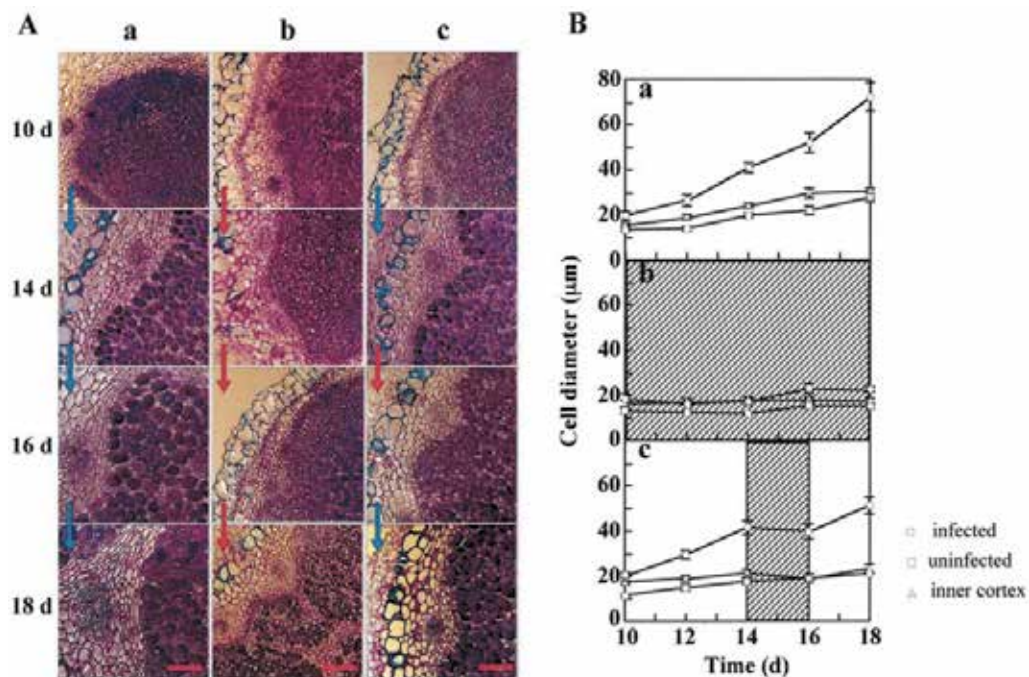 A
a b c
10 d
14 d
16 d
18 d
B
Cell diameter (μm)
80
a
60
40
20
0
b
80
60
40
20
0
c
60
40
20
0
10 12 14 16 18
Time (d)
infected
uninfected
inner cortex